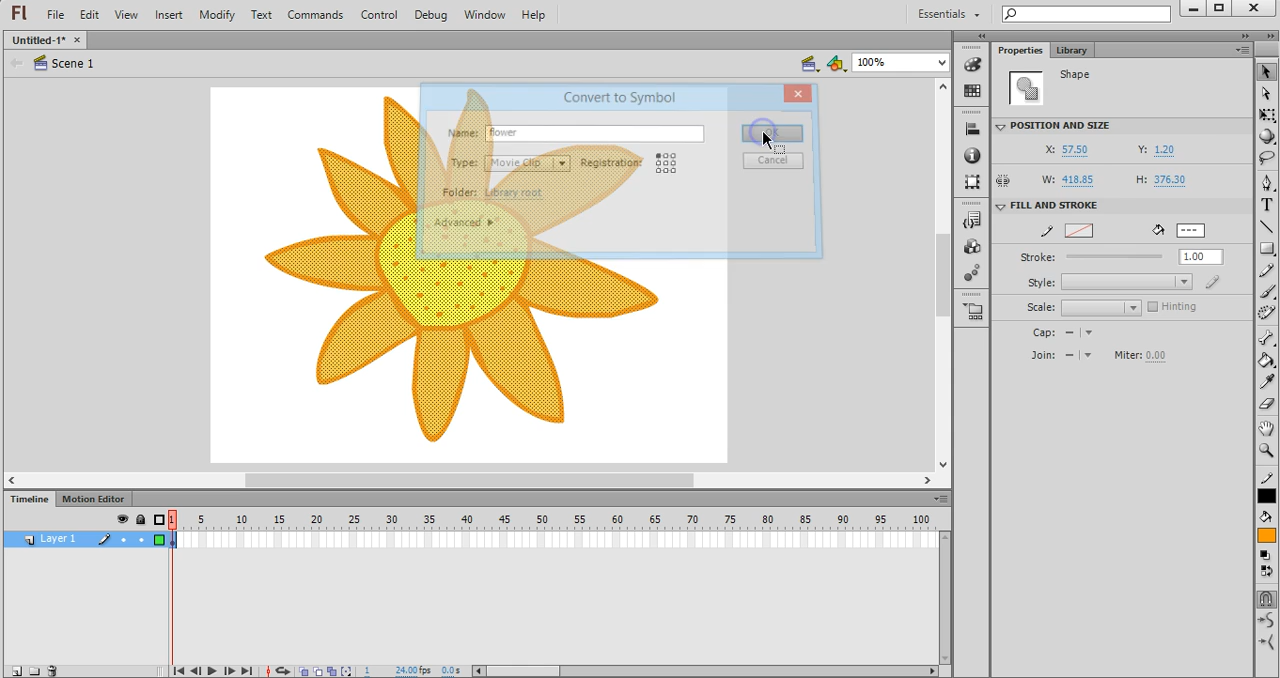 Fl File Edit View Insert Modify Text Commands Control Debug Window Help Essentials
Untitled-1* ×
Scene 1 100%
Properties Library
Shape
POSITION AND SIZE
X: 57.50 Y: 1.20
W: 418.85 H: 376.30
FILL AND STROKE
Stroke: 1.00
Style:
Scale: Hinting
Cap:
Join: Miter: 0.00
Convert to Symbol
Name: flower OK
Type: Movie Clip Registration: Cancel
Folder: Library root
Advanced
Timeline Motion Editor
1 5 10 15 20 25 30 35 40 45 50 55 60 65 70 75 80 85 90 95 100
Layer 1
1 24.00 fps 0.0 s